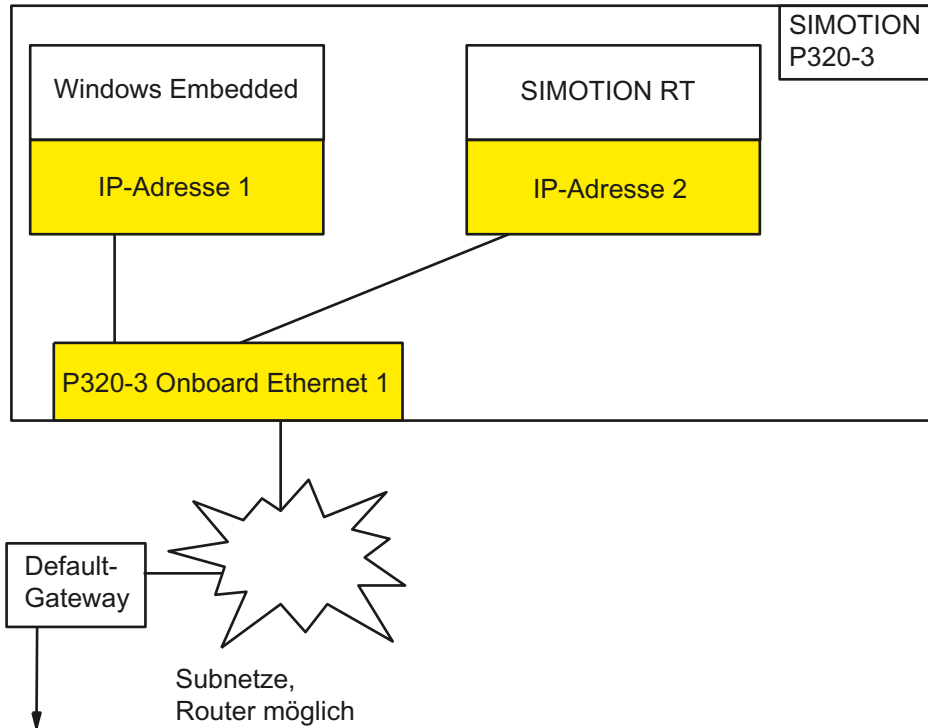 SIMOTION
P320-3
Windows Embedded
SIMOTION RT
IP-Adresse 1
IP-Adresse 2
P320-3 Onboard Ethernet 1
Default-
Gateway
Subnetze,
Router möglich